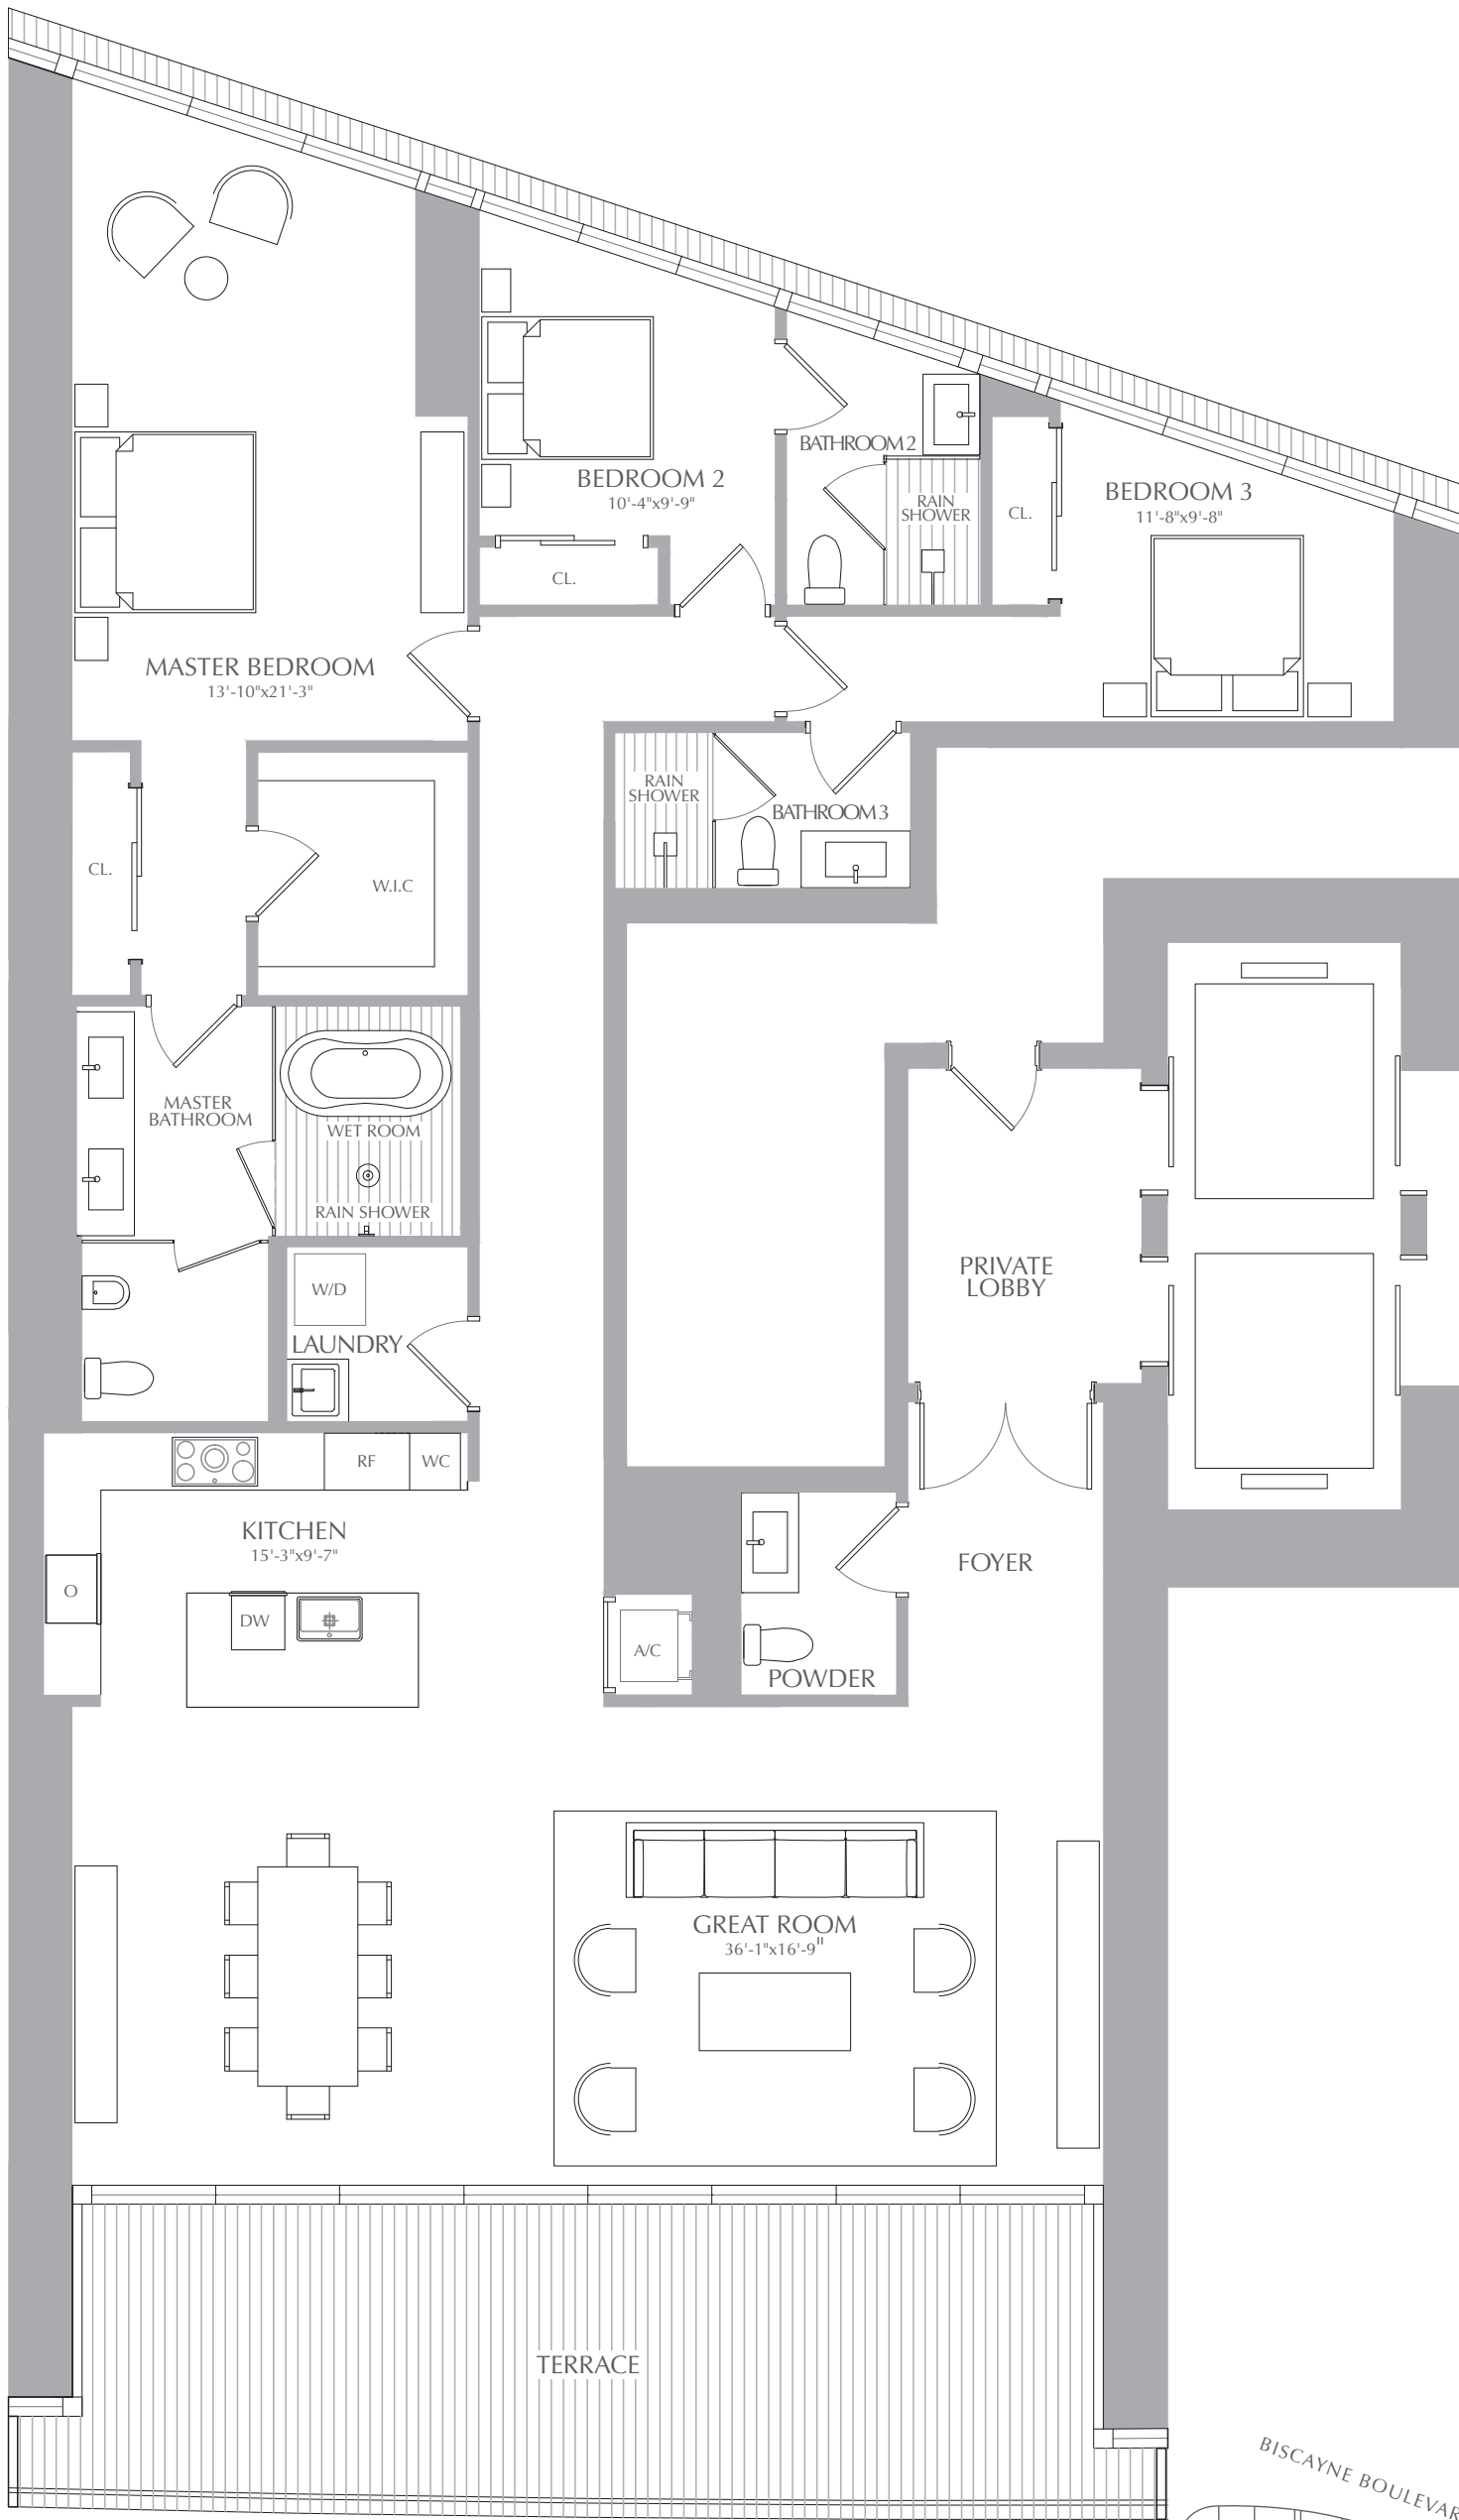 BEDROOM 2
10'-4"x9'-9"
BATHROOM 2
RAIN
SHOWER
CL.
BEDROOM 3
11'-8"x9'-8"
CL.
MASTER BEDROOM
13'-10"x21'-3"
RAIN
SHOWER
BATHROOM 3
CL.
W.I.C
MASTER
BATHROOM
WET ROOM
RAIN SHOWER
PRIVATE
LOBBY
W/D
LAUNDRY
RF
WC
KITCHEN
15'-3"x9'-7"
O
DW
FOYER
A/C
POWDER
GREAT ROOM
36'-1"x16'-9"
TERRACE
BISCAYNE BOULEVAR